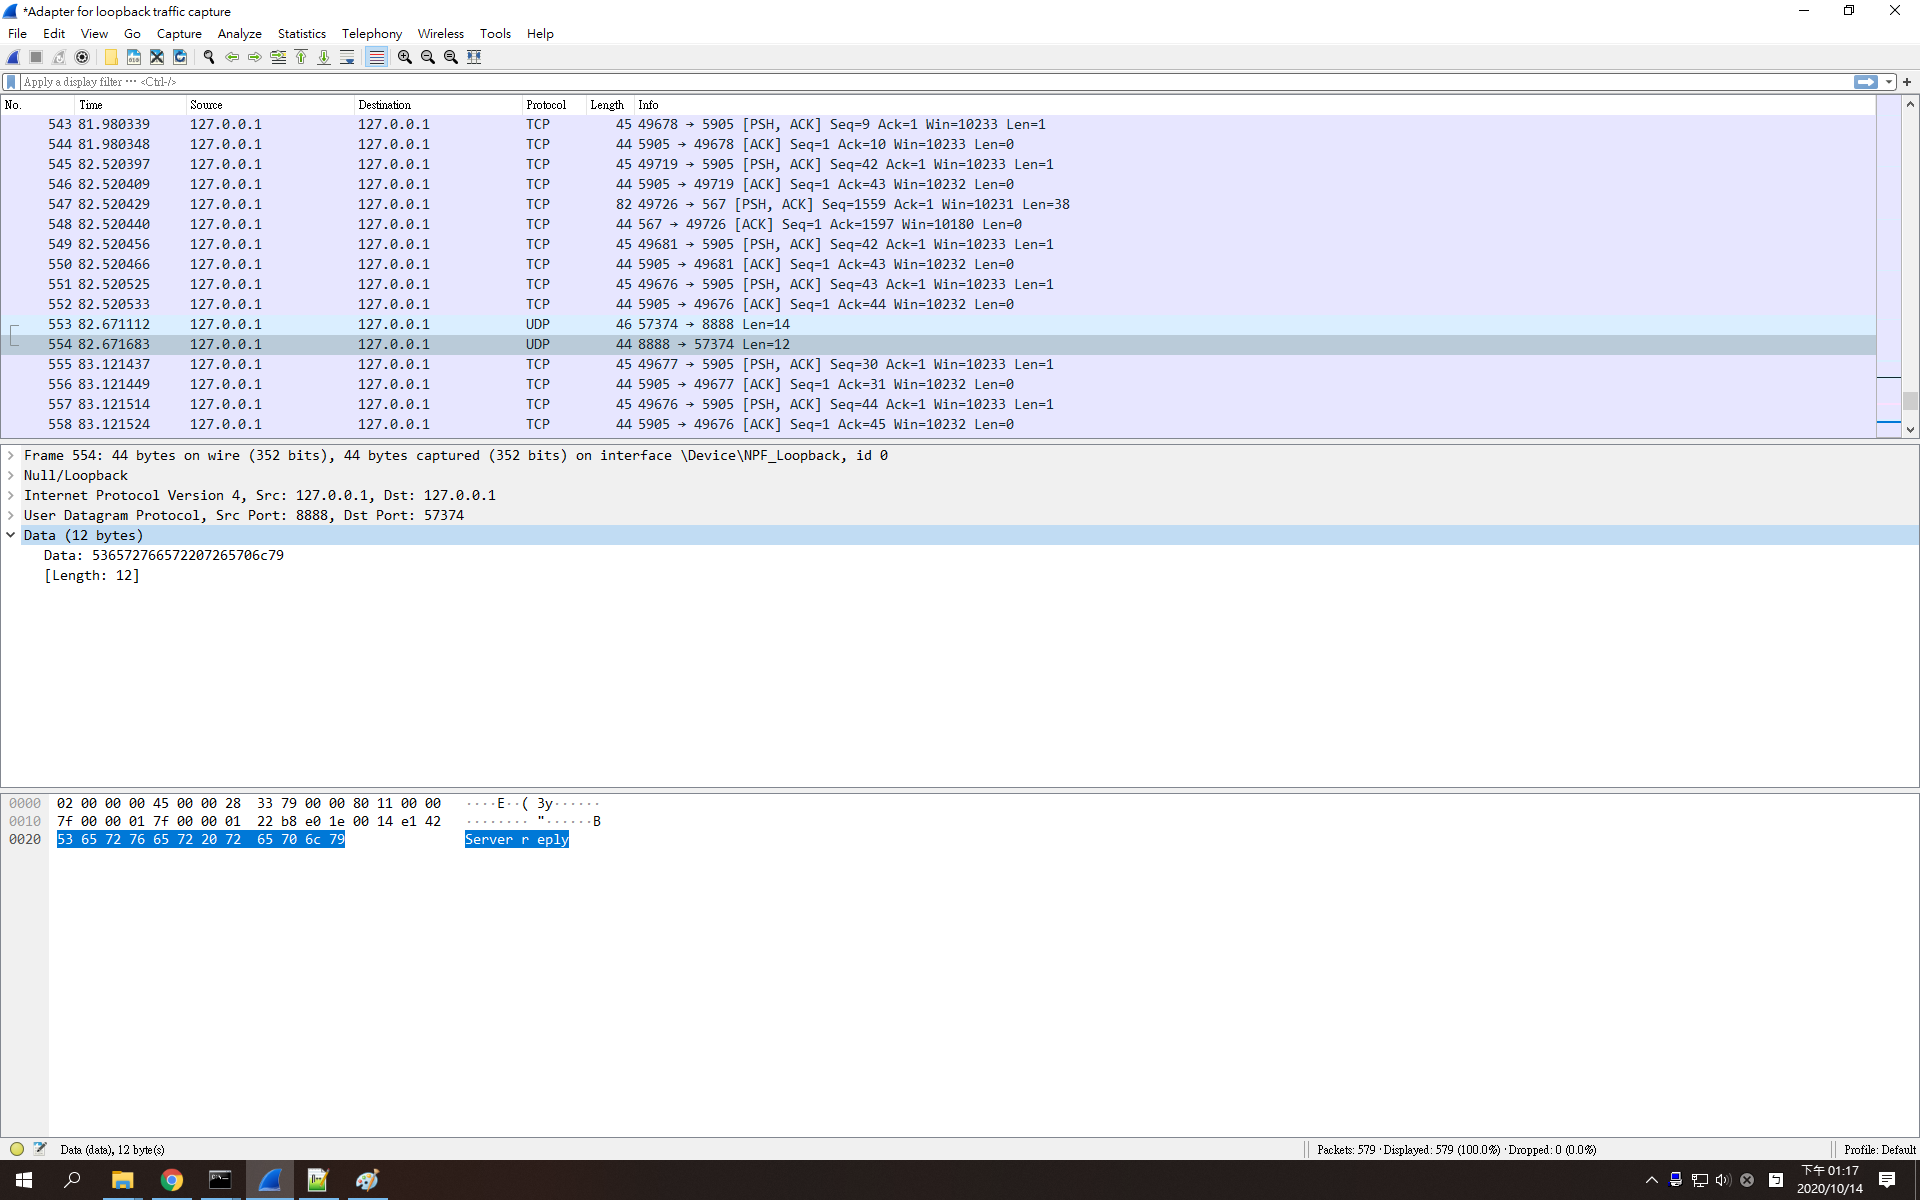 *Adapter for loopback traffic capture
File Edit View Go Capture Analyze Statistics Telephony Wireless Tools Help
Apply a display filter ⋯ <Ctrl-/>
No. Time Source Destination Protocol Length Info
543 81.980339 127.0.0.1 127.0.0.1 TCP 45 49678 → 5905 [PSH, ACK] Seq=9 Ack=1 Win=10233 Len=1
544 81.980348 127.0.0.1 127.0.0.1 TCP 44 5905 → 49678 [ACK] Seq=1 Ack=10 Win=10233 Len=0
545 82.520397 127.0.0.1 127.0.0.1 TCP 45 49719 → 5905 [PSH, ACK] Seq=42 Ack=1 Win=10233 Len=1
546 82.520409 127.0.0.1 127.0.0.1 TCP 44 5905 → 49719 [ACK] Seq=1 Ack=43 Win=10232 Len=0
547 82.520429 127.0.0.1 127.0.0.1 TCP 82 49726 → 567 [PSH, ACK] Seq=1559 Ack=1 Win=10231 Len=38
548 82.520440 127.0.0.1 127.0.0.1 TCP 44 567 → 49726 [ACK] Seq=1 Ack=1597 Win=10180 Len=0
549 82.520456 127.0.0.1 127.0.0.1 TCP 45 49681 → 5905 [PSH, ACK] Seq=42 Ack=1 Win=10233 Len=1
550 82.520466 127.0.0.1 127.0.0.1 TCP 44 5905 → 49681 [ACK] Seq=1 Ack=43 Win=10232 Len=0
551 82.520525 127.0.0.1 127.0.0.1 TCP 45 49676 → 5905 [PSH, ACK] Seq=43 Ack=1 Win=10233 Len=1
552 82.520533 127.0.0.1 127.0.0.1 TCP 44 5905 → 49676 [ACK] Seq=1 Ack=44 Win=10232 Len=0
553 82.671112 127.0.0.1 127.0.0.1 UDP 46 57374 → 8888 Len=14
554 82.671683 127.0.0.1 127.0.0.1 UDP 44 8888 → 57374 Len=12
555 83.121437 127.0.0.1 127.0.0.1 TCP 45 49677 → 5905 [PSH, ACK] Seq=30 Ack=1 Win=10233 Len=1
556 83.121449 127.0.0.1 127.0.0.1 TCP 44 5905 → 49677 [ACK] Seq=1 Ack=31 Win=10232 Len=0
557 83.121514 127.0.0.1 127.0.0.1 TCP 45 49676 → 5905 [PSH, ACK] Seq=44 Ack=1 Win=10233 Len=1
558 83.121524 127.0.0.1 127.0.0.1 TCP 44 5905 → 49676 [ACK] Seq=1 Ack=45 Win=10232 Len=0
Frame 554: 44 bytes on wire (352 bits), 44 bytes captured (352 bits) on interface \Device\NPF_Loopback, id 0
Null/Loopback
Internet Protocol Version 4, Src: 127.0.0.1, Dst: 127.0.0.1
User Datagram Protocol, Src Port: 8888, Dst Port: 57374
Data (12 bytes)
Data: 536572766572207265706c79
[Length: 12]
0000 02 00 00 00 45 00 00 28 33 79 00 00 80 11 00 00 ····E··( 3y······
0010 7f 00 00 01 7f 00 00 01 22 b8 e0 1e 00 14 e1 42 ········ "······B
0020 53 65 72 76 65 72 20 72 65 70 6c 79 Server r eply
Data (data), 12 byte(s) Packets: 579 · Displayed: 579 (100.0%) · Dropped: 0 (0.0%) Profile: Default
下午 01:17
2020/10/14